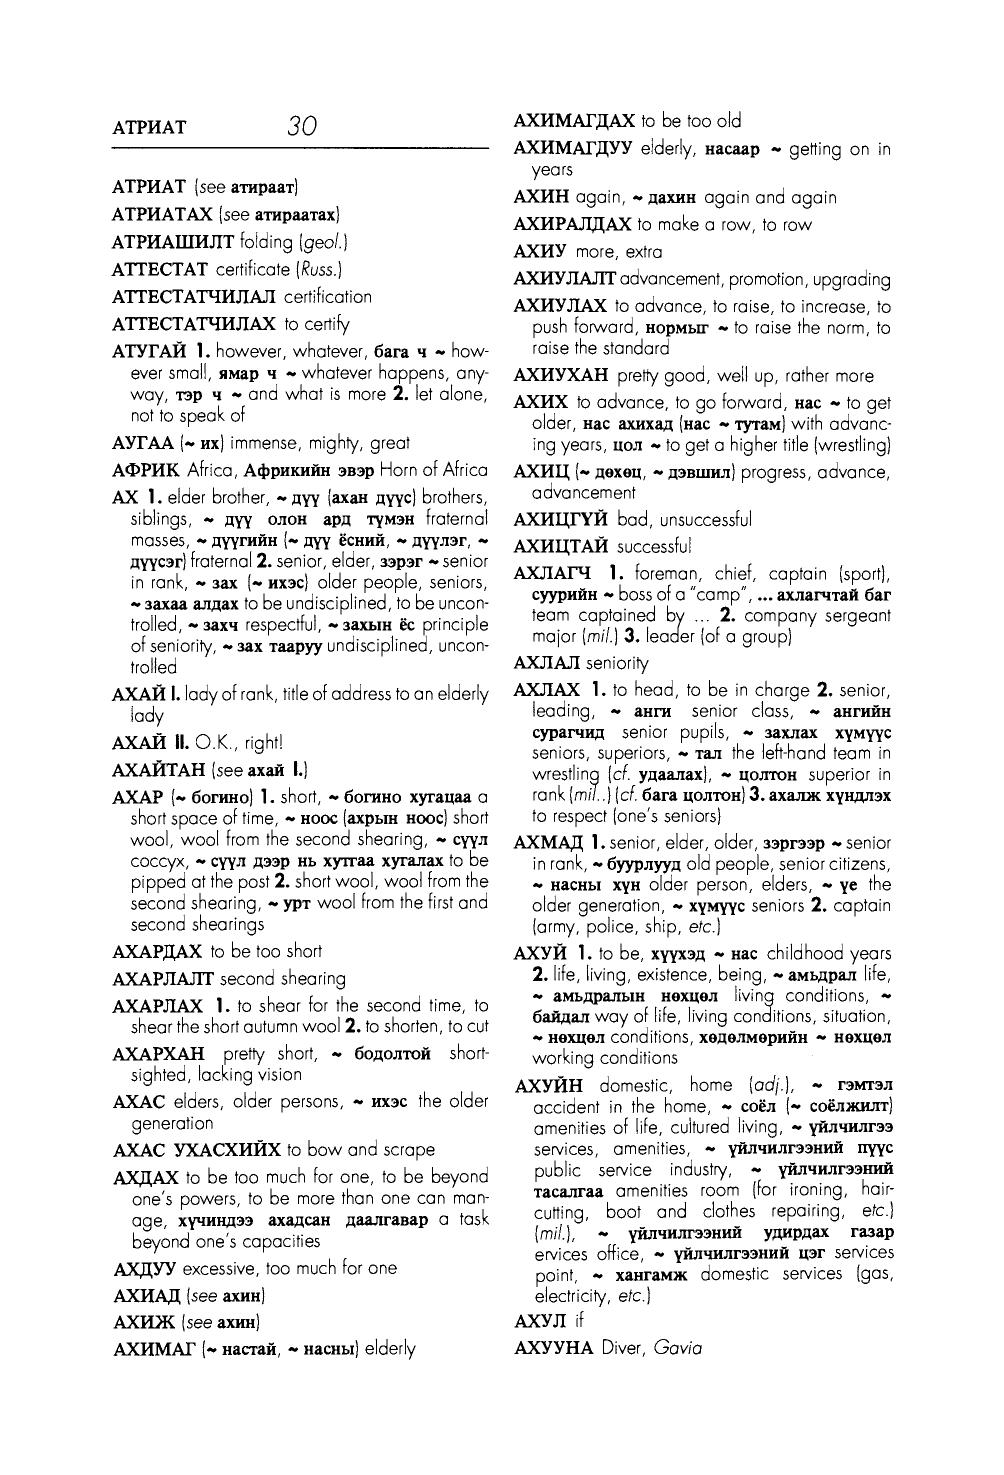 АТРИАТ 30
АТРИАТ (see атираат)
АТРИАТАХ (see атираатах)
АТРИАШИЛТ folding (geol.)
АТТЕСТАТ certificate (Russ.)
АТТЕСТАТЧИЛАЛ certification
АТТЕСТАТЧИЛАХ to certify
АТУГАЙ 1. however, whatever, бага ч ~ how-
ever small, ямар ч ~ whatever happens, any-
way, тэр ч ~ and what is more 2. let alone,
not to speak of
АУГАА (~ их) immense, mighty, great
АФРИК Africa, Африкийн эвэр Horn of Africa
АХ 1. elder brother, ~ дүү (ахан дүүс) brothers,
siblings, ~ дүү олон ард түмэн fraternal
masses, ~ дүүгийн (~ дүү ёсний, ~ дүүлэг, ~
дүүсэг) fraternal 2. senior, elder, зэрэг ~ senior
in rank, ~ зах (~ ихэс) older people, seniors,
~ захаа алдах to be undisciplined, to be uncon-
trolled, ~ захч respectful, ~ захын ёс principle
of seniority, ~ зах тааруу undisciplined, uncon-
trolled
АХАЙ I. lady of rank, title of address to an elderly
lady
АХАЙ II. O.K., right!
АХАЙТАН (see ахай I.)
АХАР (~ богино) 1. short, ~ богино хугацаа a
short space of time, ~ ноос (ахрын ноос) short
wool, wool from the second shearing, ~ сүүл
coccyx, ~ сүүл дээр нь хутгаа хугалах to be
pipped at the post 2. short wool, wool from the
second shearing, ~ урт wool from the first and
second shearings
АХАРДАХ to be too short
АХАРЛАЛТ second shearing
АХАРЛАХ 1. to shear for the second time, to
shear the short autumn wool 2. to shorten, to cut
АХАРХАН pretty short, ~ бодолтой short-
sighted, lacking vision
АХАС elders, older persons, ~ ихэс the older
generation
АХАС УХАСХИЙХ to bow and scrape
АХДАХ to be too much for one, to be beyond
one's powers, to be more than one can man-
age, хүчиндээ ахадсан даалгавар a task
beyond one's capacities
АХДУУ excessive, too much for one
АХИАД (see ахин)
АХИЖ (see ахин)
АХИМАГ (~ настай, ~ насны) elderly
АХИМАГДАХ to be too old
АХИМАГДУУ elderly, насаар ~ getting on in
years
АХИН again, ~ дахин again and again
АХИРАЛДАХ to make a row, to row
АХИУ more, extra
АХИУЛАЛТ advancement, promotion, upgrading
АХИУЛАХ to advance, to raise, to increase, to
push forward, нормыг ~ to raise the norm, to
raise the standard
АХИУХАН pretty good, well up, rather more
АХИХ to advance, to go forward, нас ~ to get
older, нас ахихад (нас ~ тутам) with advanc-
ing years, цол ~ to get a higher title (wrestling)
АХИЦ (~ дөхөц, ~ дэвшил) progress, advance,
advancement
АХИЦГҮЙ bad, unsuccessful
АХИЦТАЙ successful
АХЛАГЧ 1. foreman, chief, captain (sport),
суурийн ~ boss of a "camp", ... ахлагчтай баг
team captained by ... 2. company sergeant
major (mil.) 3. leader (of a group)
АХЛАЛ seniority
АХЛАХ 1. to head, to be in charge 2. senior,
leading, ~ анги senior class, ~ ангийн
сурагчид senior pupils, ~ захлах хүмүүс
seniors, superiors, ~ тал the left-hand team in
wrestling (cf. удаалах), ~ цолтон superior in
rank (mil..) (cf. бага цолтон) 3. ахалж хүндлэх
to respect (one's seniors)
АХМАД 1. senior, elder, older, зэргээр ~ senior
in rank, ~ буурлууд old people, senior citizens,
~ насны хүн older person, elders, ~ үе the
older generation, ~ хүмүүс seniors 2. captain
(army, police, ship, etc.)
АХУЙ 1. to be, хүүхэд ~ нас childhood years
2. life, living, existence, being, ~ амьдрал life,
~ амьдралын нөхцөл living conditions, ~
байдал way of life, living conditions, situation,
~ нөхцөл conditions, хөдөлмөрийн ~ нөхцөл
working conditions
АХУЙН domestic, home (adj.), ~ гэмтэл
accident in the home, ~ соёл (~ соёлжилт)
amenities of life, cultured living, ~ үйлчилгээ
services, amenities, ~ үйлчилгээний пүүс
public service industry, ~ үйлчилгээний
тасалгаа amenities room (for ironing, hair-
cutting, boot and clothes repairing, etc.)
(mil.), ~ үйлчилгээний удирдах газар
ervices office, ~ үйлчилгээний цэг services
point, ~ хангамж domestic services (gas,
electricity, etc.)
АХУЛ if
АХУУНА Diver, Gavia